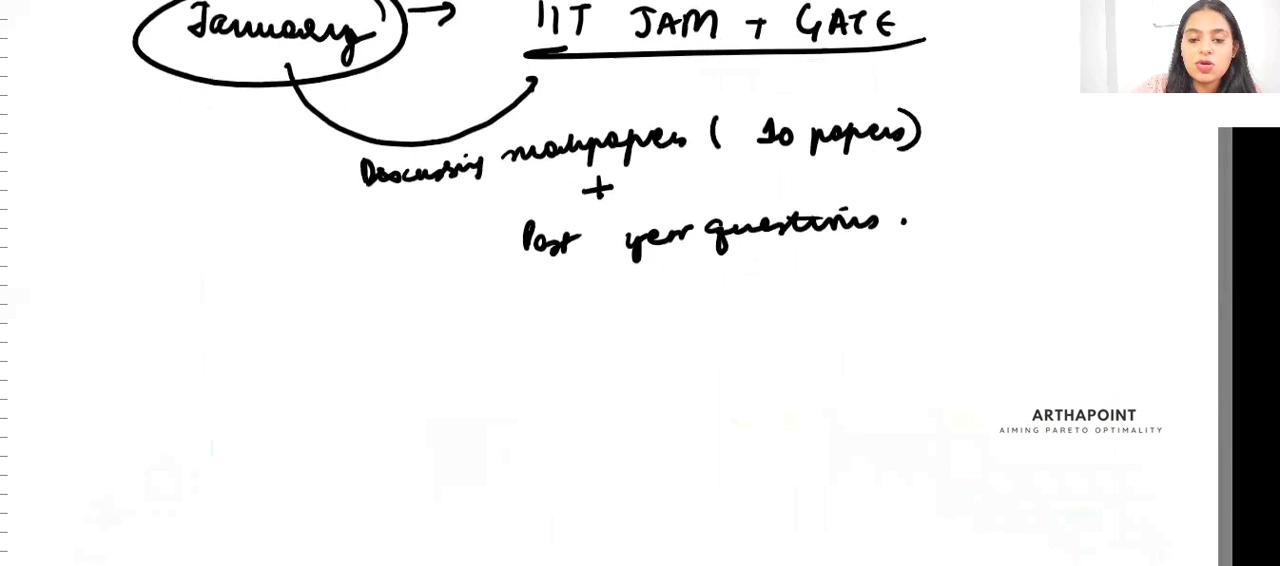 January → IIT JAM + GATE
Discussing mockpapers ( 10 papers)
+
Past year questions.
ARTHAPOINT
AIMING PARETO OPTIMALITY